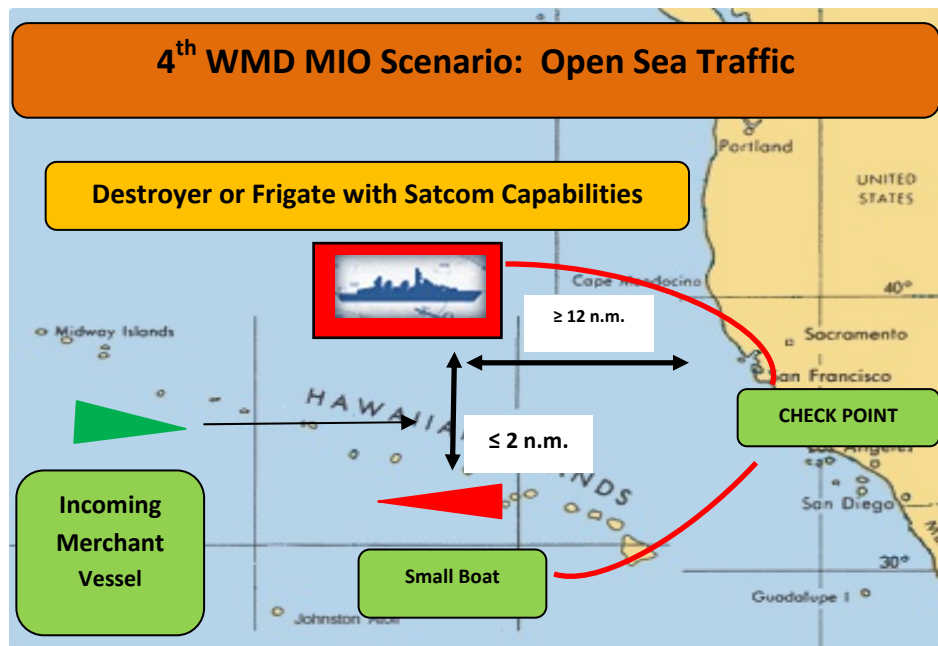 4th WMD MIO Scenario: Open Sea Traffic
Portland
UNITED
STATES
Destroyer or Frigate with Satcom Capabilities
Cape Mendocino
40°
≥ 12 n.m.
Midway Islands
Sacramento
San Francisco
HAWAIIAN ISLANDS
CHECK POINT
≤ 2 n.m.
Los Angeles
San Diego
Incoming
Merchant
Vessel
Small Boat
30°
Guadalupe I
Johnston Atoll